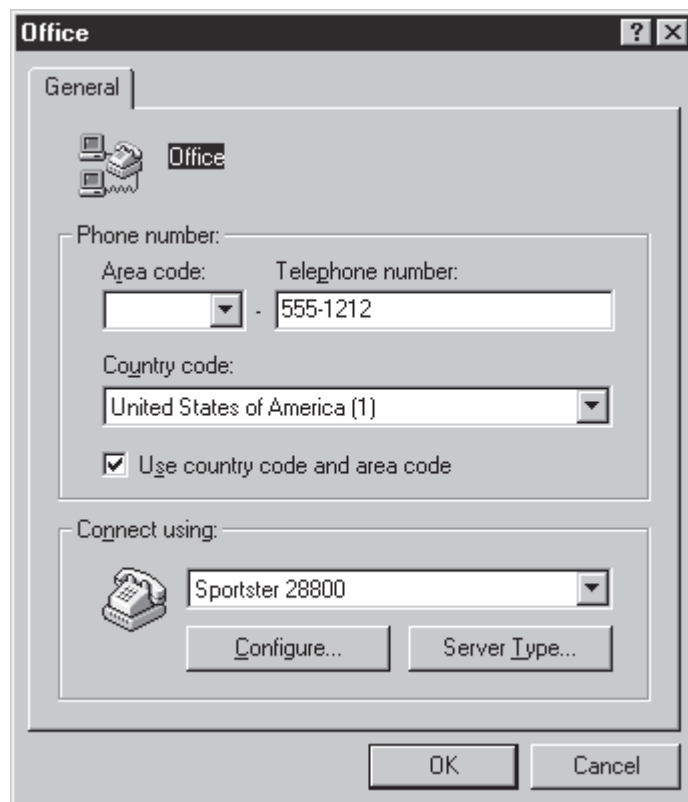 Office
General
Office
Phone number:
Area code: Telephone number:
- 555-1212
Country code:
United States of America (1)
Use country code and area code
Connect using:
Sportster 28800
Configure... Server Type...
OK Cancel